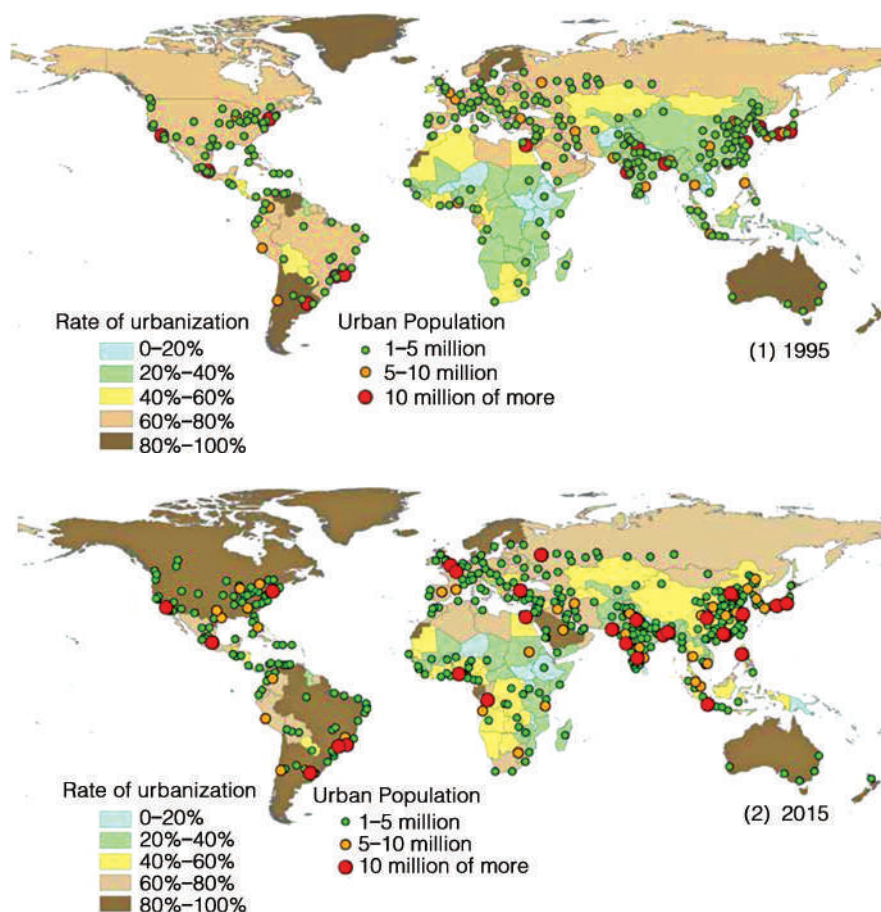 Rate of urbanization
0–20%
20%–40%
40%–60%
60%–80%
80%–100%
Urban Population
1–5 million
5–10 million
10 million of more
(1) 1995
Rate of urbanization
0–20%
20%–40%
40%–60%
60%–80%
80%–100%
Urban Population
1–5 million
5–10 million
10 million of more
(2) 2015